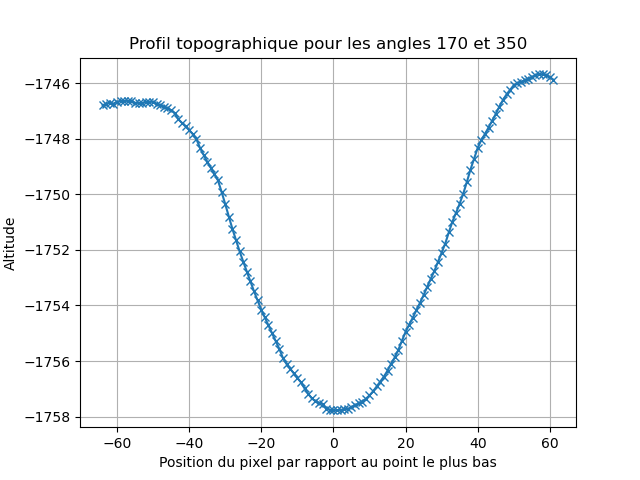 Profil topographique pour les angles 170 et 350
−1746
−1748
−1750
−1752
−1754
−1756
−1758
Altitude
−60 −40 −20 0 20 40 60
Position du pixel par rapport au point le plus bas